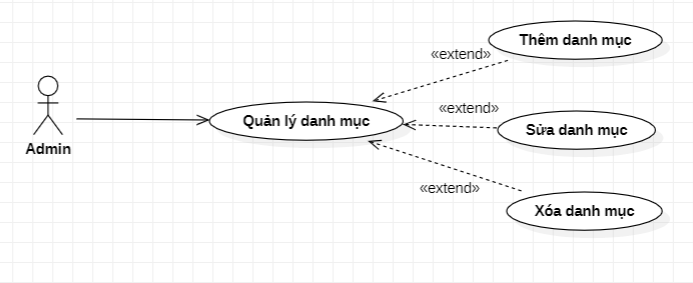 Thêm danh mục
«extend»
«extend»
Quản lý danh mục
Sửa danh mục
Admin
«extend»
Xóa danh mục